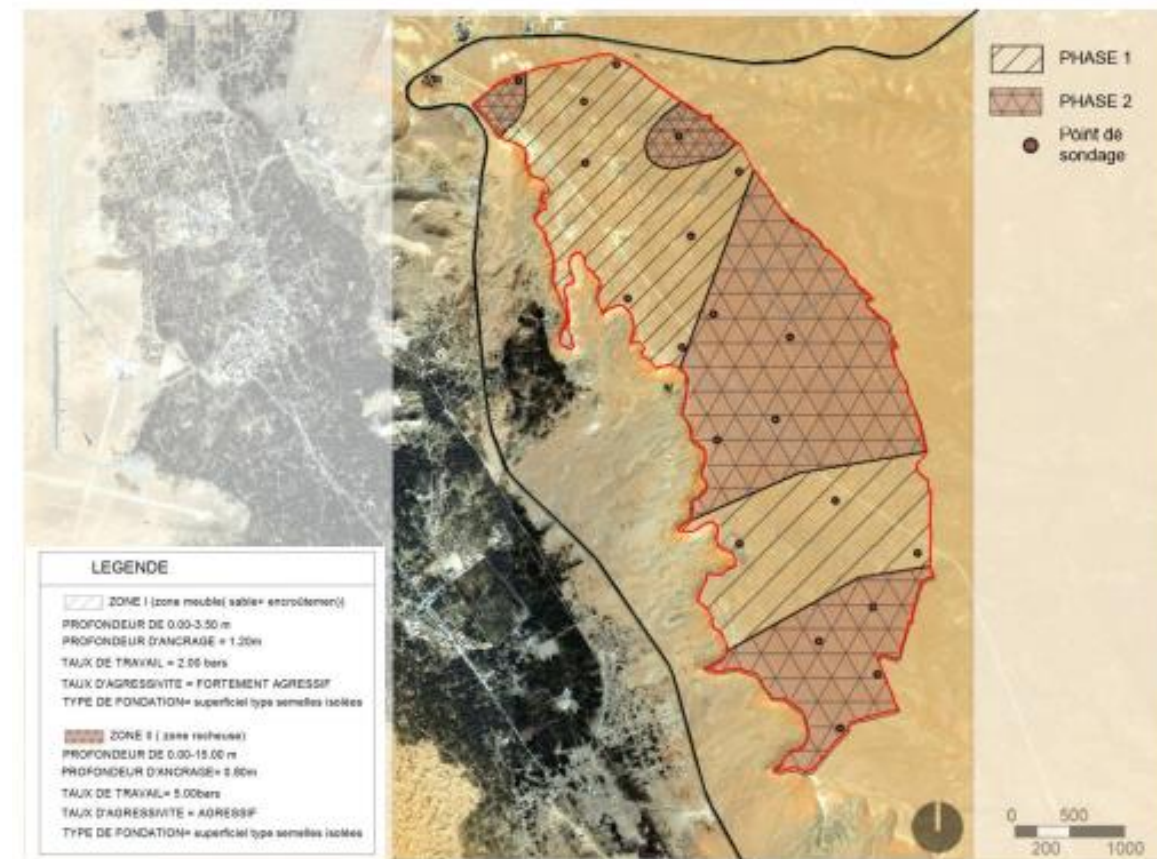 PHASE 1
PHASE 2
Point de
sondage
LEGENDE
ZONE I (zone meuble( sable+ encroûtement))
PROFONDEUR DE 0.00-3.50 m
PROFONDEUR D'ANCRAGE = 1.20m
TAUX DE TRAVAIL = 2.00 bars
TAUX D'AGRESSIVITE = FORTEMENT AGRESSIF
TYPE DE FONDATION= superficiel type semelles isolées
ZONE II ( zone rocheuse)
PROFONDEUR DE 0.00-15.00 m
PROFONDEUR D'ANCRAGE= 0.80m
TAUX DE TRAVAIL= 5.00bars
TAUX D'AGRESSIVITE = AGRESSIF
TYPE DE FONDATION= superficiel type semelles isolées
0 500
200 1000